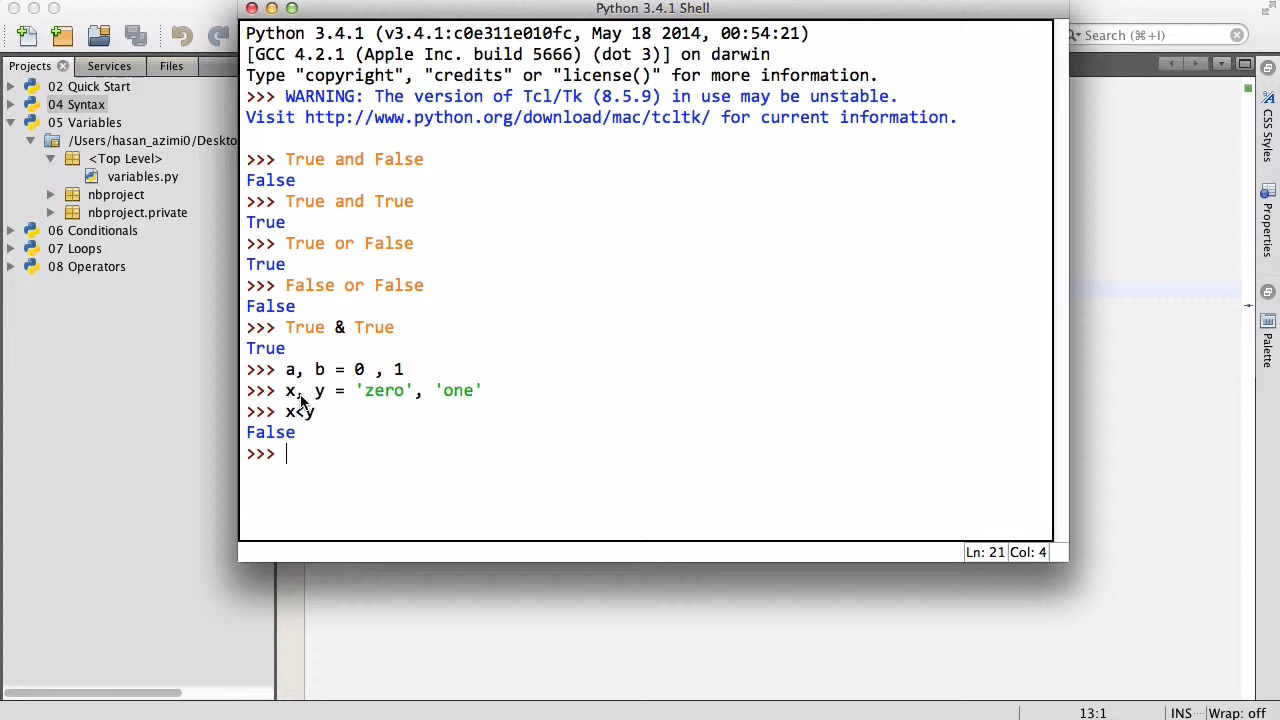 Python 3.4.1 Shell
Python 3.4.1 (v3.4.1:c0e311e010fc, May 18 2014, 00:54:21)
[GCC 4.2.1 (Apple Inc. build 5666) (dot 3)] on darwin
Type "copyright", "credits" or "license()" for more information.
>>> WARNING: The version of Tcl/Tk (8.5.9) in use may be unstable.
Visit http://www.python.org/download/mac/tcltk/ for current information.
>>> True and False
False
>>> True and True
True
>>> True or False
True
>>> False or False
False
>>> True & True
True
>>> a, b = 0 , 1
>>> x, y = 'zero', 'one'
>>> x<y
False
>>>
Ln: 21 Col: 4
Search (⌘+I)
Projects Services Files
02 Quick Start
04 Syntax
05 Variables
/Users/hasan_azimi0/Deskto
<Top Level>
variables.py
nbproject
nbproject.private
06 Conditionals
07 Loops
08 Operators
CSS Styles
Properties
Palette
13:1 INS Wrap: off